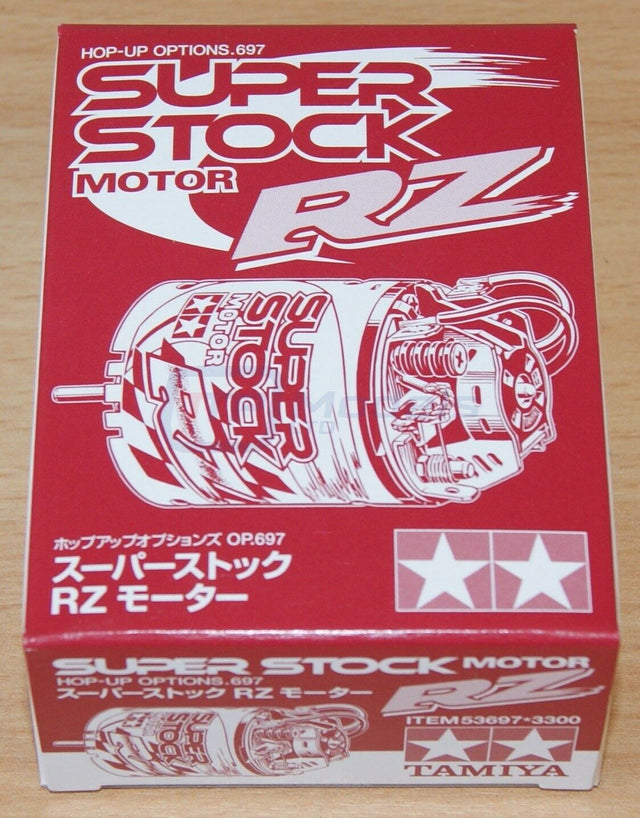 HOP-UP OPTIONS.697
SUPER
STOCK
MOTOR
RZ
SUPER
STOCK
MOTOR
RZ
ホップアップオプションズ OP.697
スーパーストック
RZ モーター
SUPER STOCK MOTOR
HOP-UP OPTIONS.697
RZ
スーパーストック RZ モーター
ITEM 53697★3300
SUPER
STOCK
TAMIYA